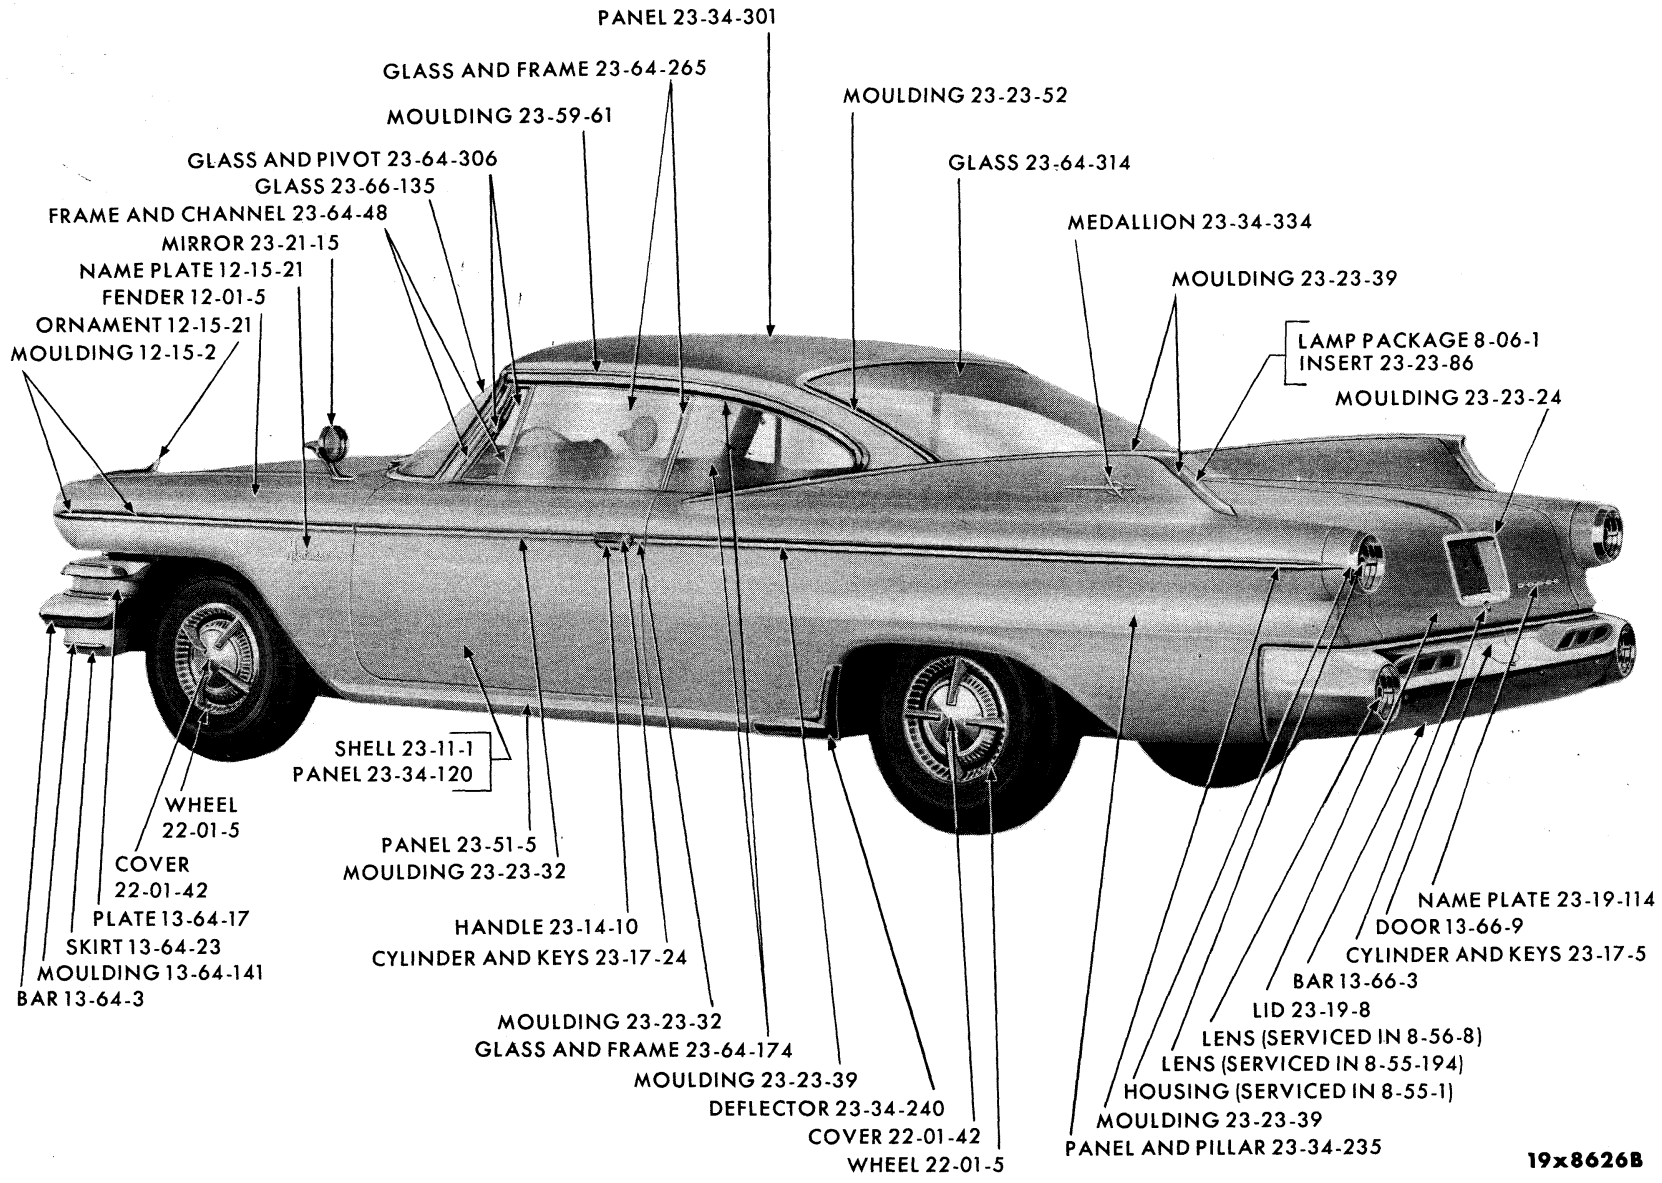 PANEL 23-34-301
GLASS AND FRAME 23-64-265
MOULDING 23-59-61
MOULDING 23-23-52
GLASS AND PIVOT 23-64-306
GLASS 23-64-314
GLASS 23-66-135
FRAME AND CHANNEL 23-64-48
MEDALLION 23-34-334
MIRROR 23-21-15
NAME PLATE 12-15-21
MOULDING 23-23-39
FENDER 12-01-5
ORNAMENT 12-15-21
MOULDING 12-15-2
LAMP PACKAGE 8-06-1
INSERT 23-23-86
MOULDING 23-23-24
DODGE
SHELL 23-11-1
PANEL 23-34-120
WHEEL
22-01-5
COVER
22-01-42
PLATE 13-64-17
SKIRT 13-64-23
MOULDING 13-64-141
BAR 13-64-3
PANEL 23-51-5
MOULDING 23-23-32
HANDLE 23-14-10
CYLINDER AND KEYS 23-17-24
MOULDING 23-23-32
GLASS AND FRAME 23-64-174
MOULDING 23-23-39
DEFLECTOR 23-34-240
COVER 22-01-42
WHEEL 22-01-5
NAME PLATE 23-19-114
DOOR 13-66-9
CYLINDER AND KEYS 23-17-5
BAR 13-66-3
LID 23-19-8
LENS (SERVICED IN 8-56-8)
LENS (SERVICED IN 8-55-194)
HOUSING (SERVICED IN 8-55-1)
MOULDING 23-23-39
PANEL AND PILLAR 23-34-235
19x8626B